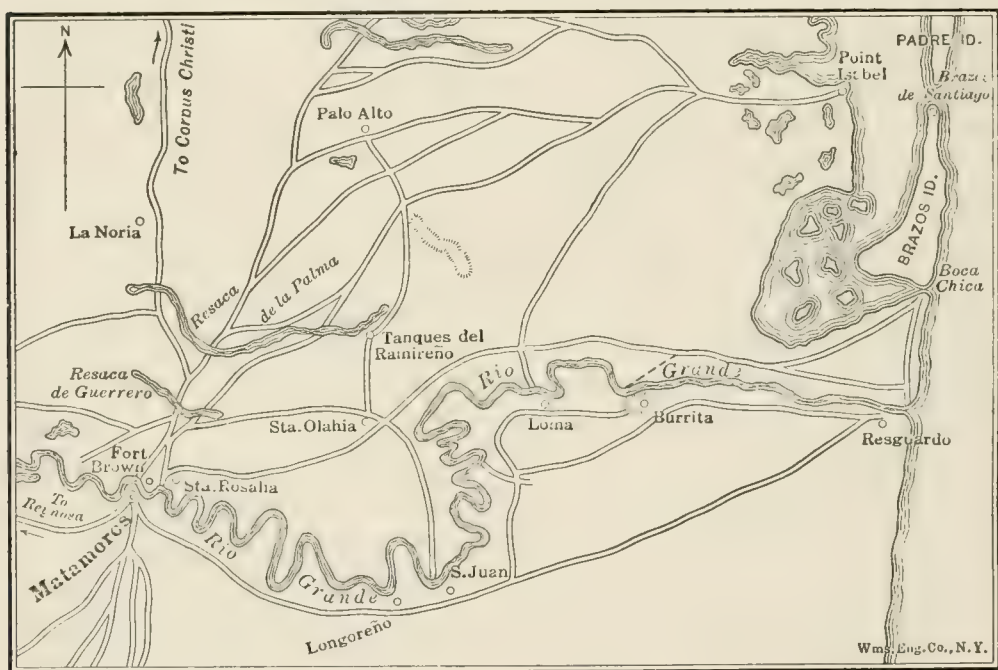 N
To Corpus Christi
PADRE ID.
Point
Isabel
Brazos
de Santiago
Palo Alto
La Noria
BRAZOS ID.
Boca
Chica
Resaca
de la Palma
Tanques del
Ramireño
Resaca
de Guerrero
Rio
Grande
Sta. Olahia
Loma
Burrita
Resguardo
Fort
Brown
Sta. Rosalia
To
Reynosa
Matamoros
Rio
Grande
S. Juan
Longoreño
Wms. Eng. Co., N.Y.